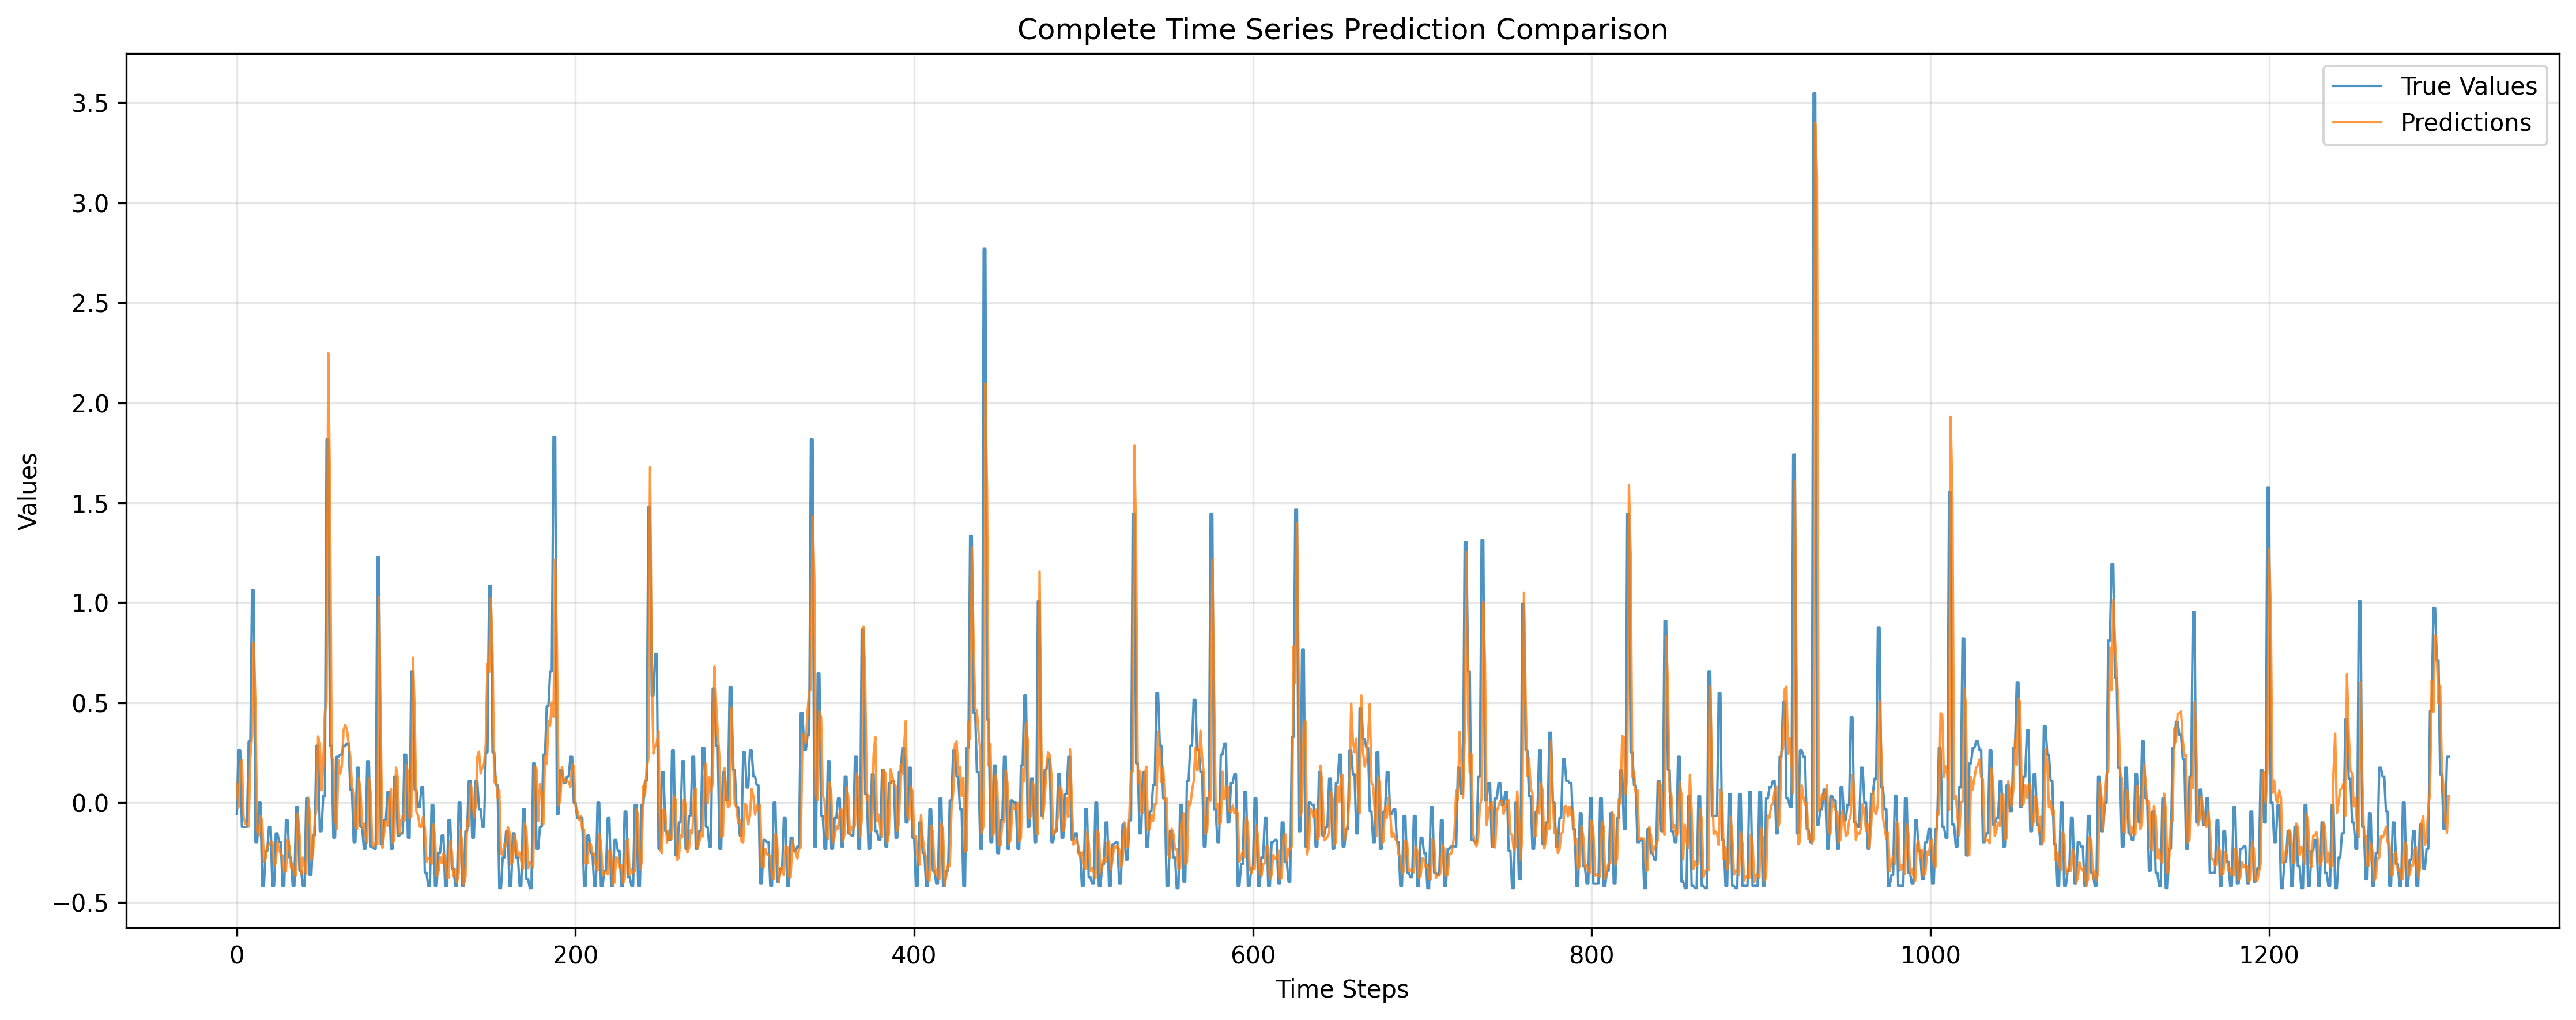 Complete Time Series Prediction Comparison
True Values
Predictions
3.5
3.0
2.5
2.0
1.5
1.0
0.5
0.0
−0.5
Values
0 200 400 600 800 1000 1200
Time Steps